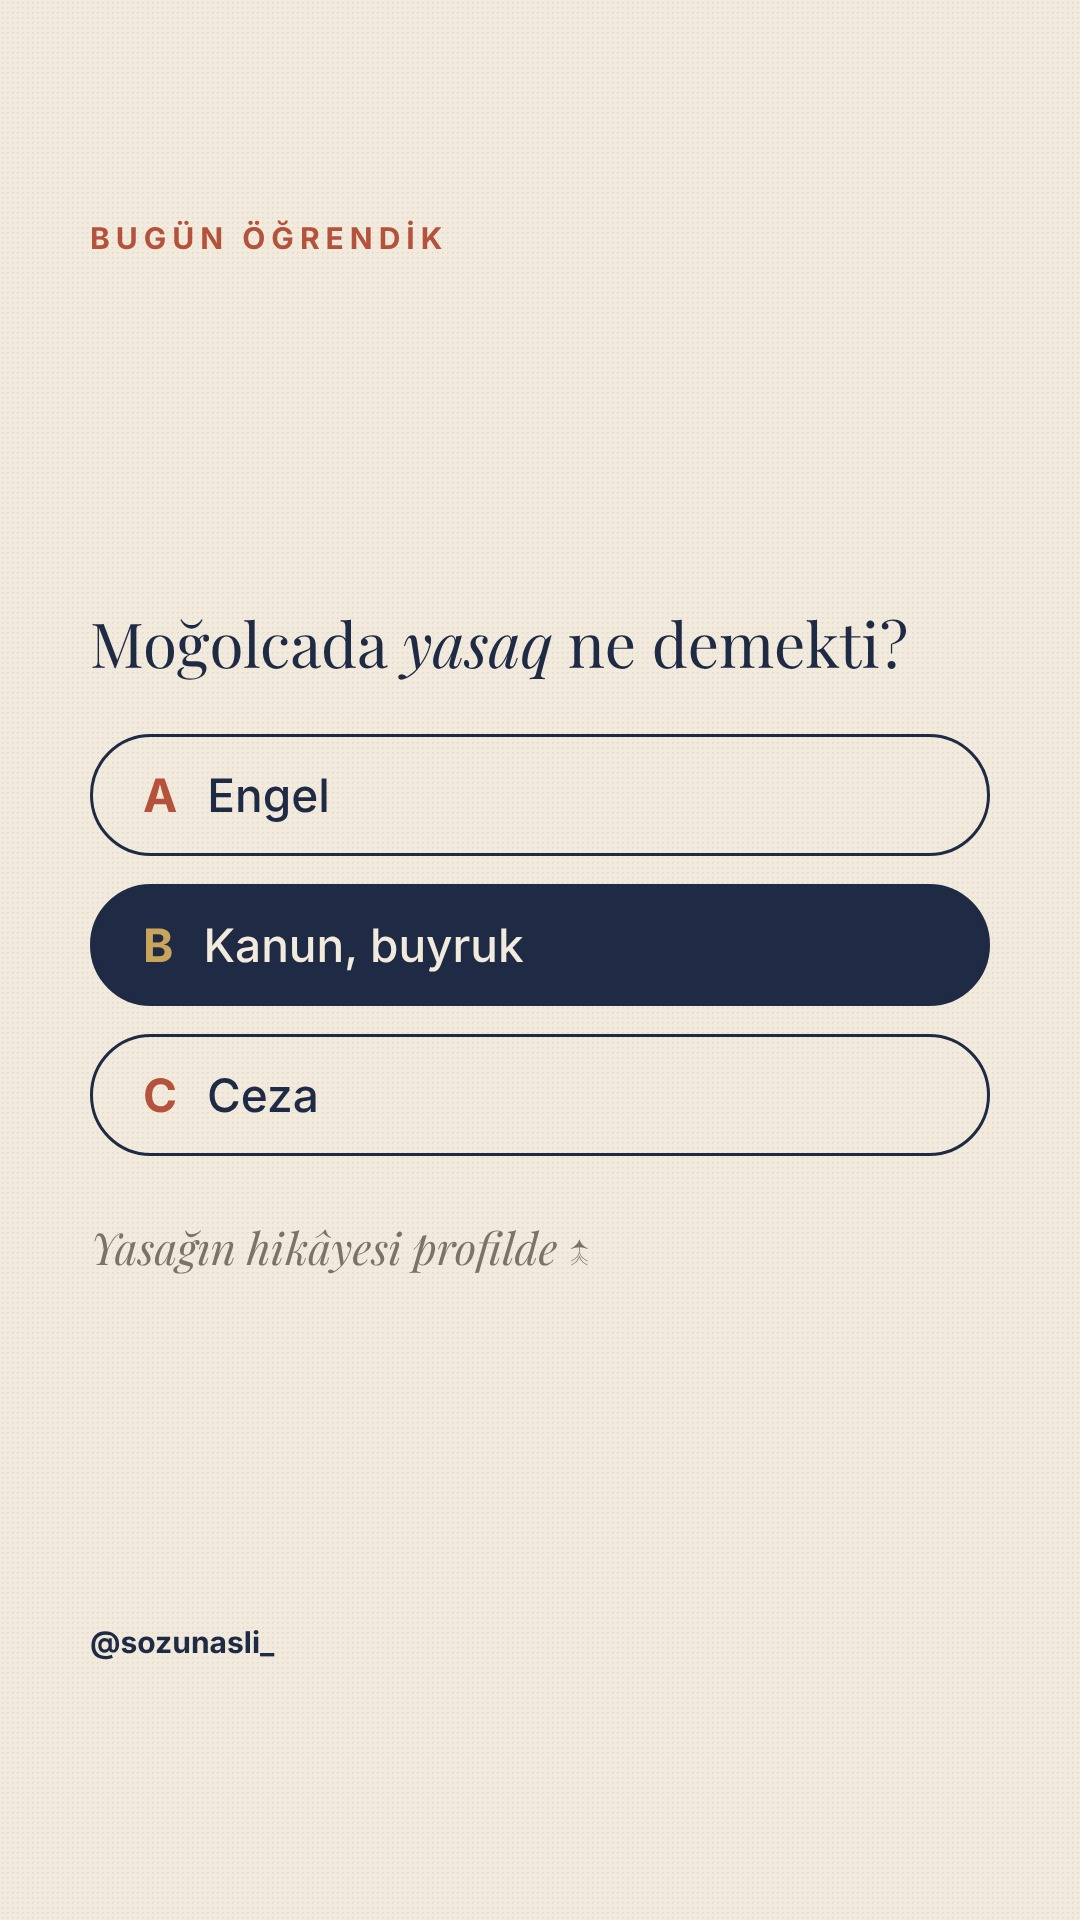 BUGÜN ÖĞRENDİK
Moğolcada yasaq ne demekti?
A Engel
B Kanun, buyruk
C Ceza
Yasağın hikâyesi profilde
@sozunasli_